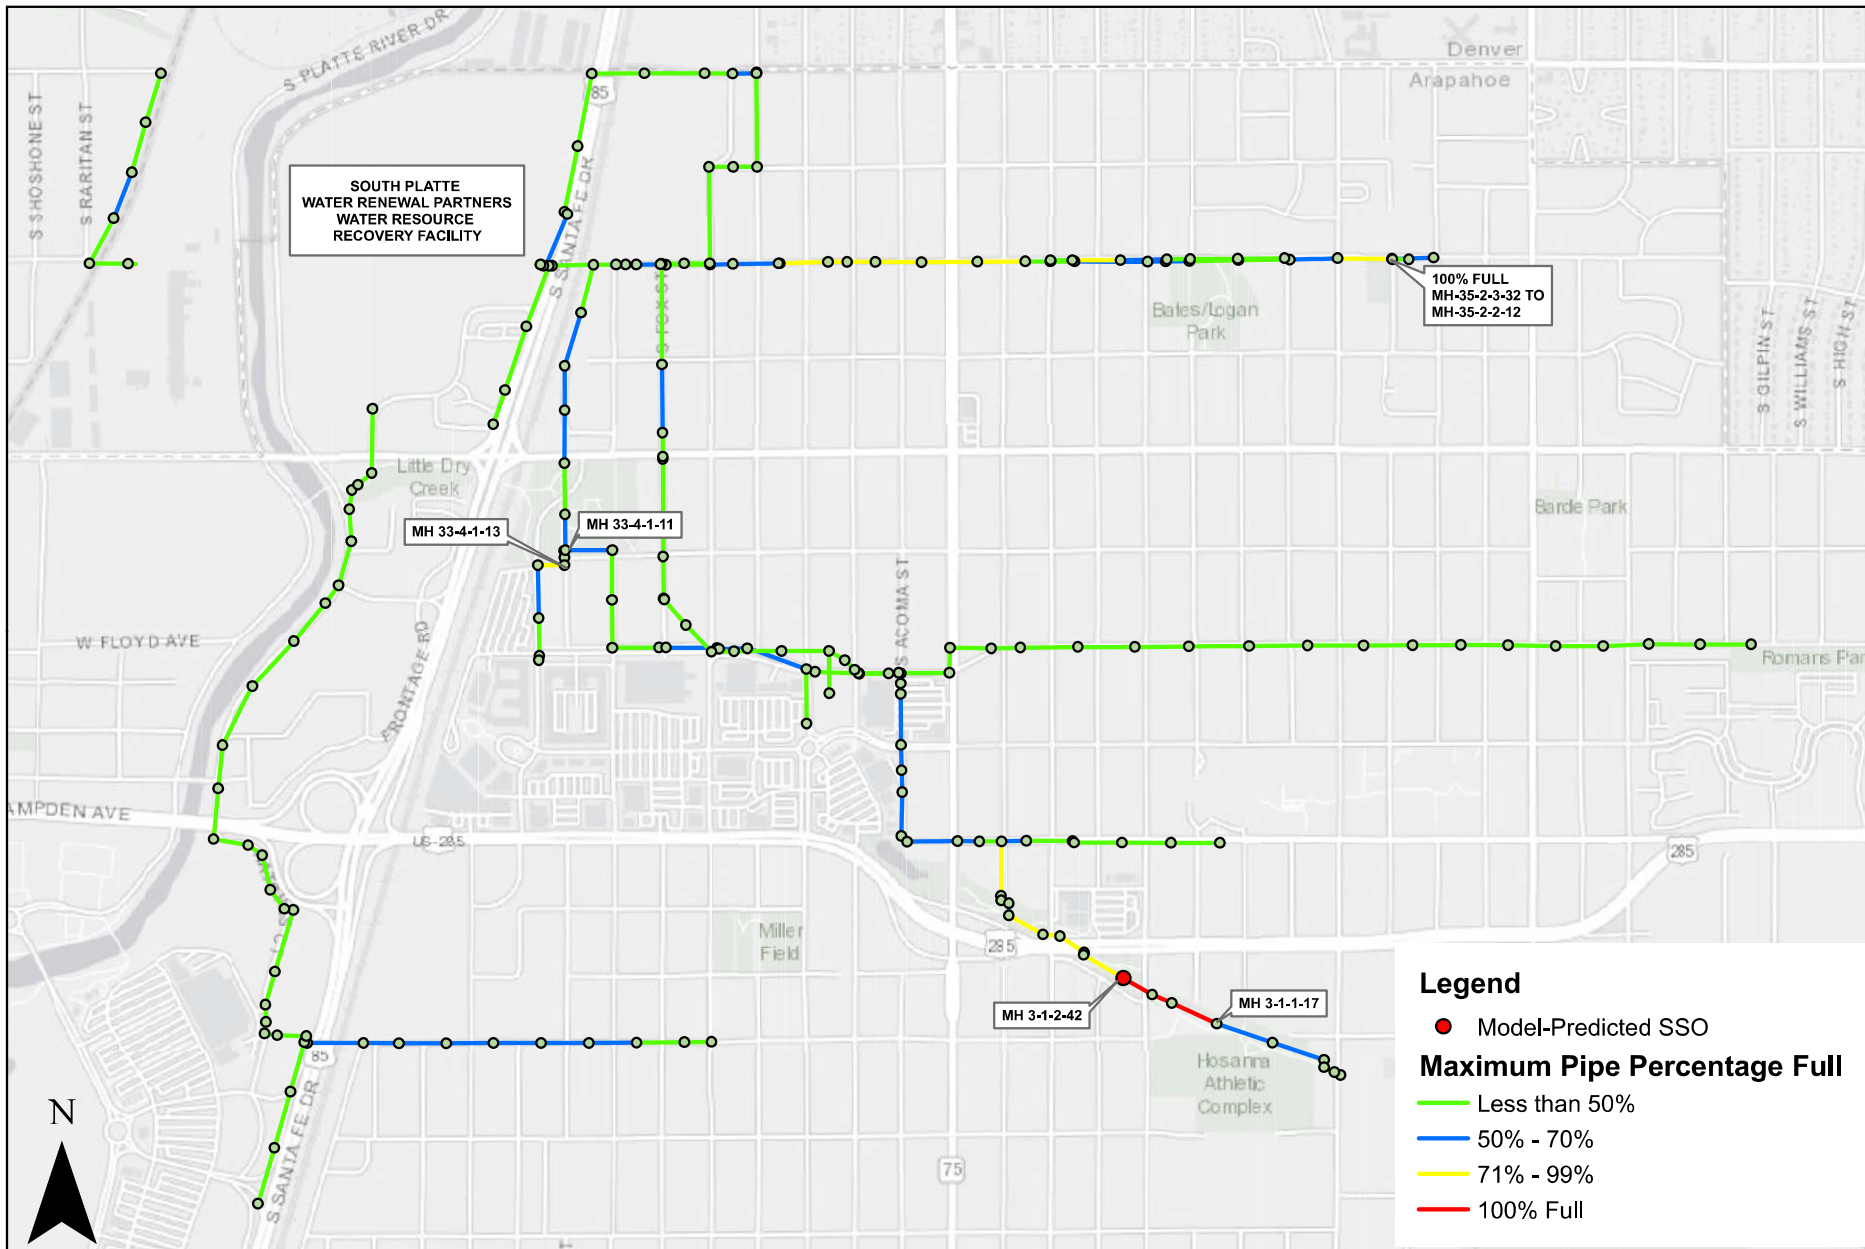 S PLATTE RIVER DR
Denver
Arapahoe
85
S SHOSHONE ST
S RARITAN ST
SOUTH PLATTE
WATER RENEWAL PARTNERS
WATER RESOURCE
RECOVERY FACILITY
S SANTA FE DR
S FOX ST
100% FULL
MH-35-2-3-32 TO
MH-35-2-2-12
Bates/Logan
Park
S GILPIN ST
S WILLIAMS ST
S HIGH ST
Little Dry
Creek
MH 33-4-1-13
MH 33-4-1-11
Barde Park
S ACOMA ST
W FLOYD AVE
FRONTAGE RD
Romans Par
AMPDEN AVE
US-285
285
Miller
Field
285
MH 3-1-2-42
MH 3-1-1-17
85
Hosanna
Athletic
Complex
N
S SANTA FE DR
75
Legend
Model-Predicted SSO
Maximum Pipe Percentage Full
Less than 50%
50% - 70%
71% - 99%
100% Full